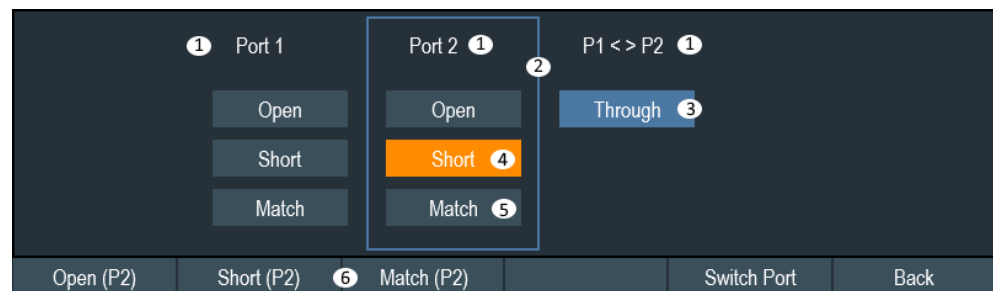 1 Port 1 Port 2 1 P1 < > P2 1
2
Open Open Through 3
Short Short 4
Match Match 5
Open (P2) Short (P2) 6 Match (P2) Switch Port Back